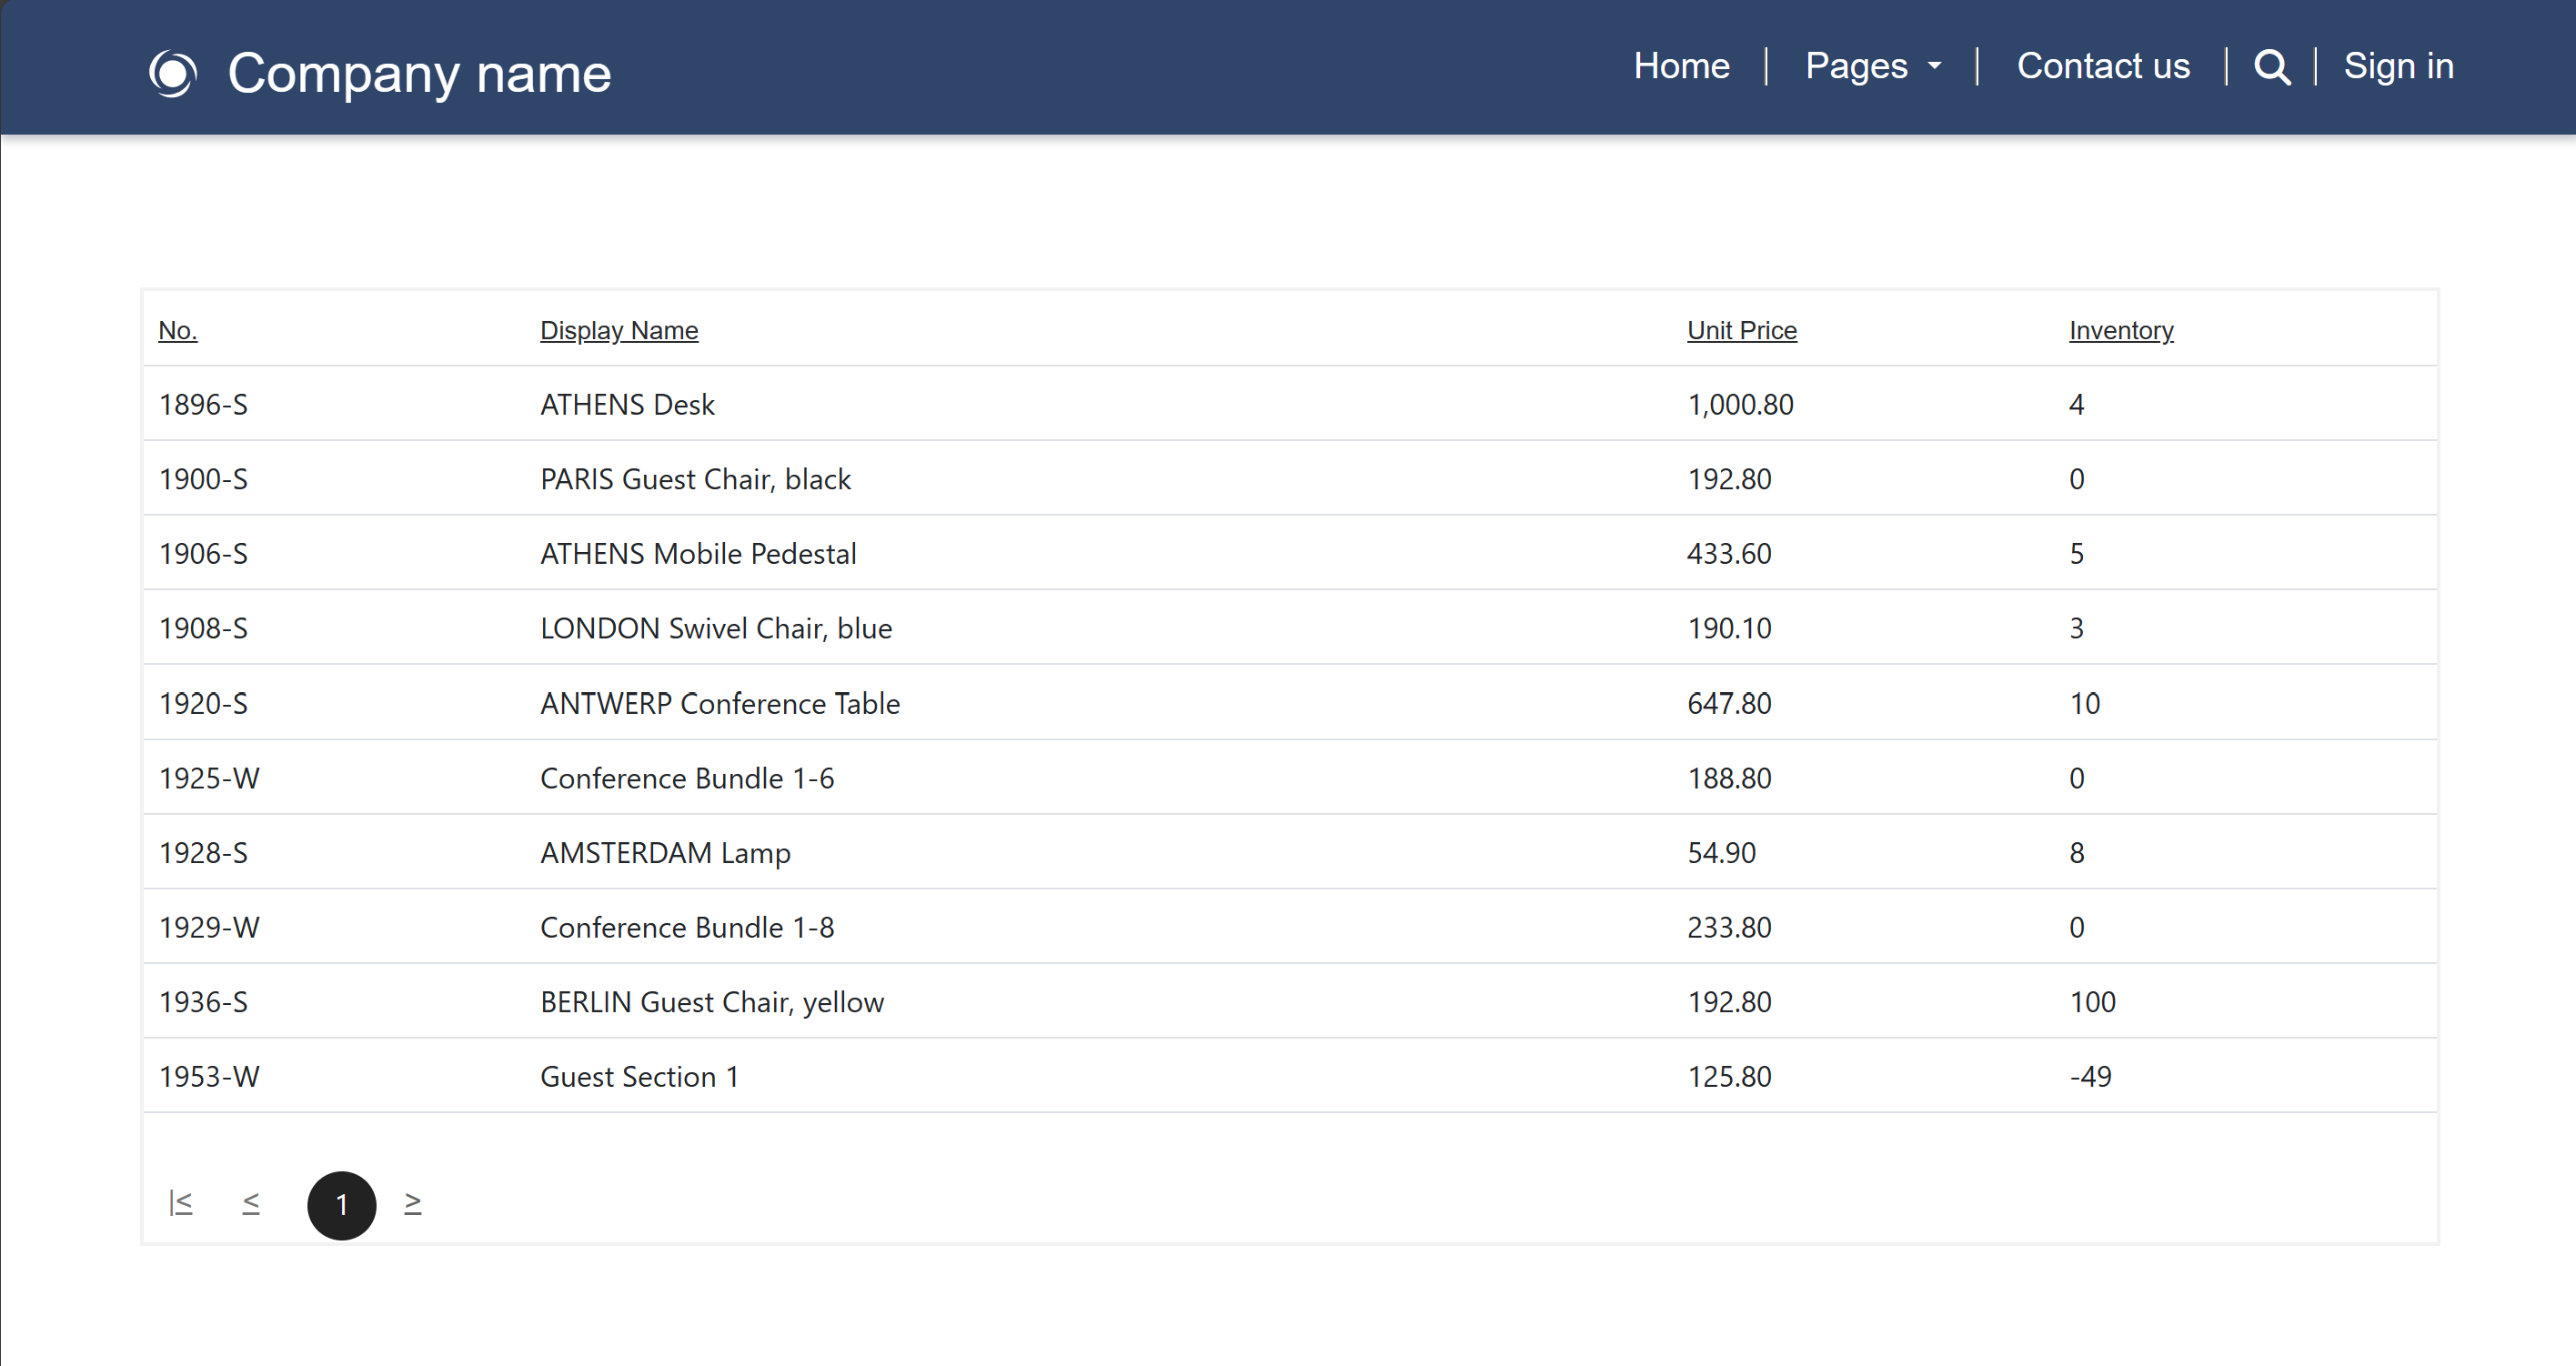 Company name
Home | Pages | Contact us | Sign in
No. Display Name Unit Price Inventory
1896-S ATHENS Desk 1,000.80 4
1900-S PARIS Guest Chair, black 192.80 0
1906-S ATHENS Mobile Pedestal 433.60 5
1908-S LONDON Swivel Chair, blue 190.10 3
1920-S ANTWERP Conference Table 647.80 10
1925-W Conference Bundle 1-6 188.80 0
1928-S AMSTERDAM Lamp 54.90 8
1929-W Conference Bundle 1-8 233.80 0
1936-S BERLIN Guest Chair, yellow 192.80 100
1953-W Guest Section 1 125.80 -49
|< < 1 >